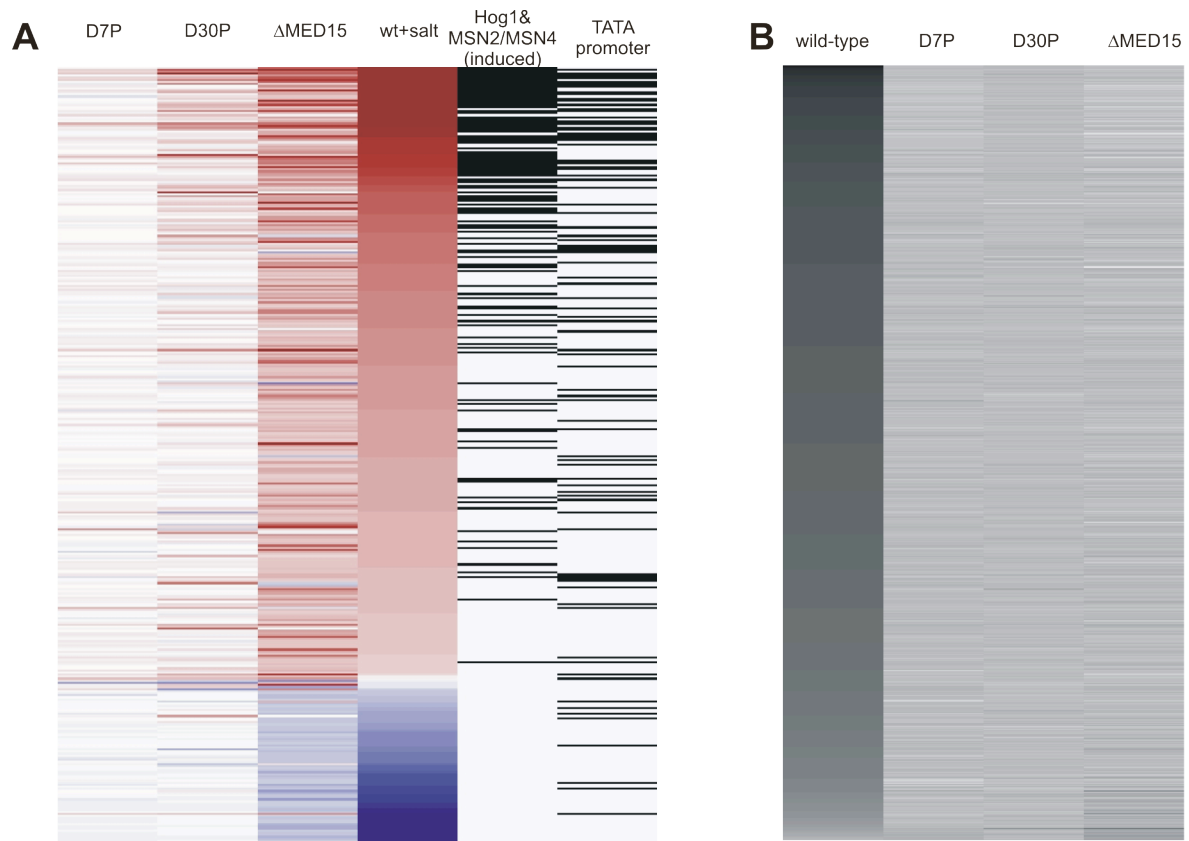 A
D7P
D30P
ΔMED15
wt+salt
Hog1&
MSN2/MSN4
(induced)
TATA
promoter
B
wild-type
D7P
D30P
ΔMED15